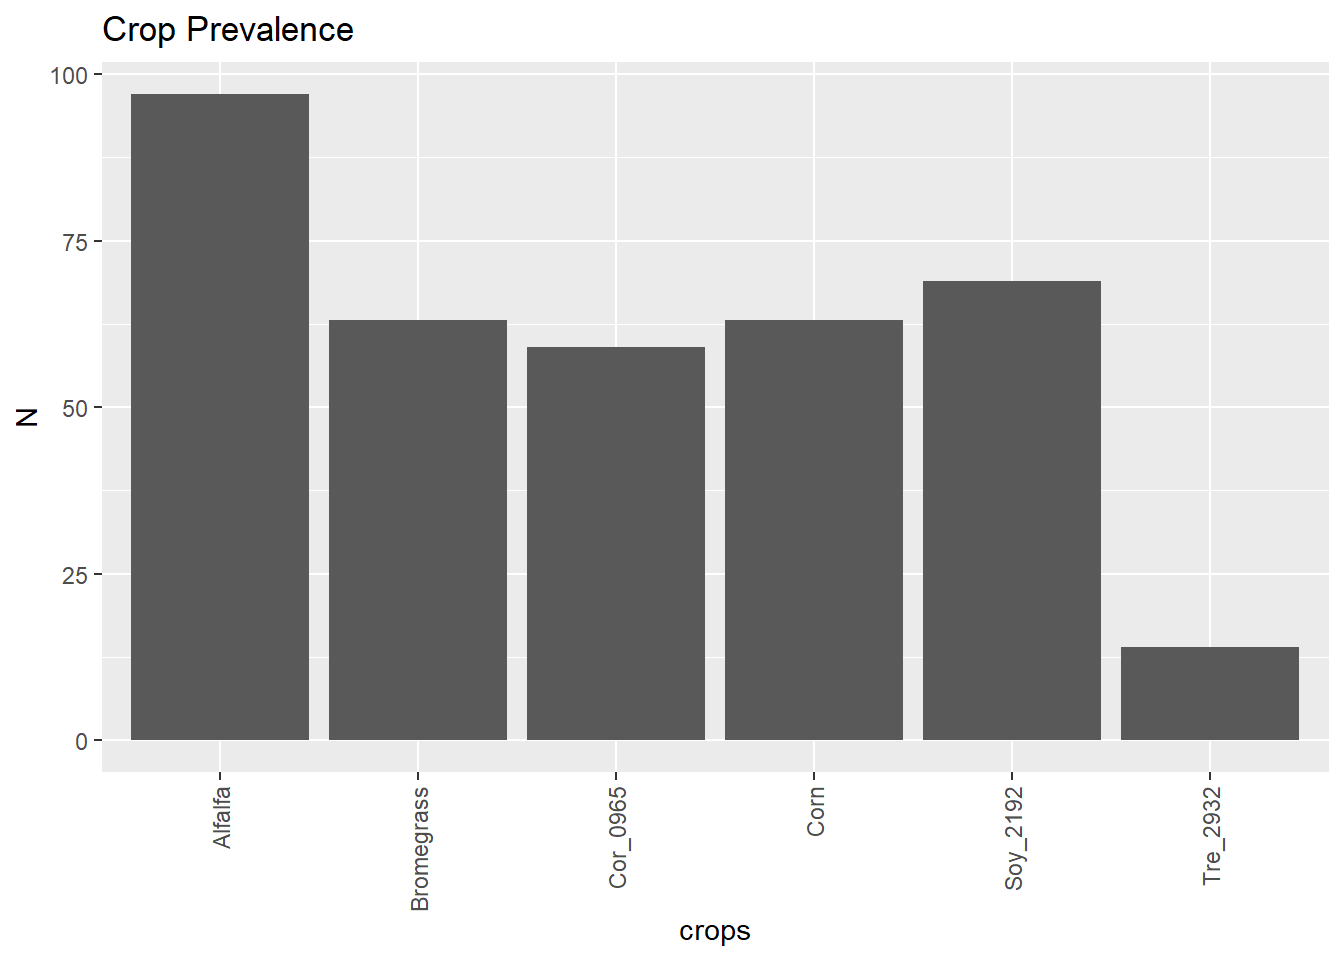 Crop Prevalence
100
75
50
25
0
N
Alfalfa
Bromegrass
Cor_0965
Corn
Soy_2192
Tre_2932
crops